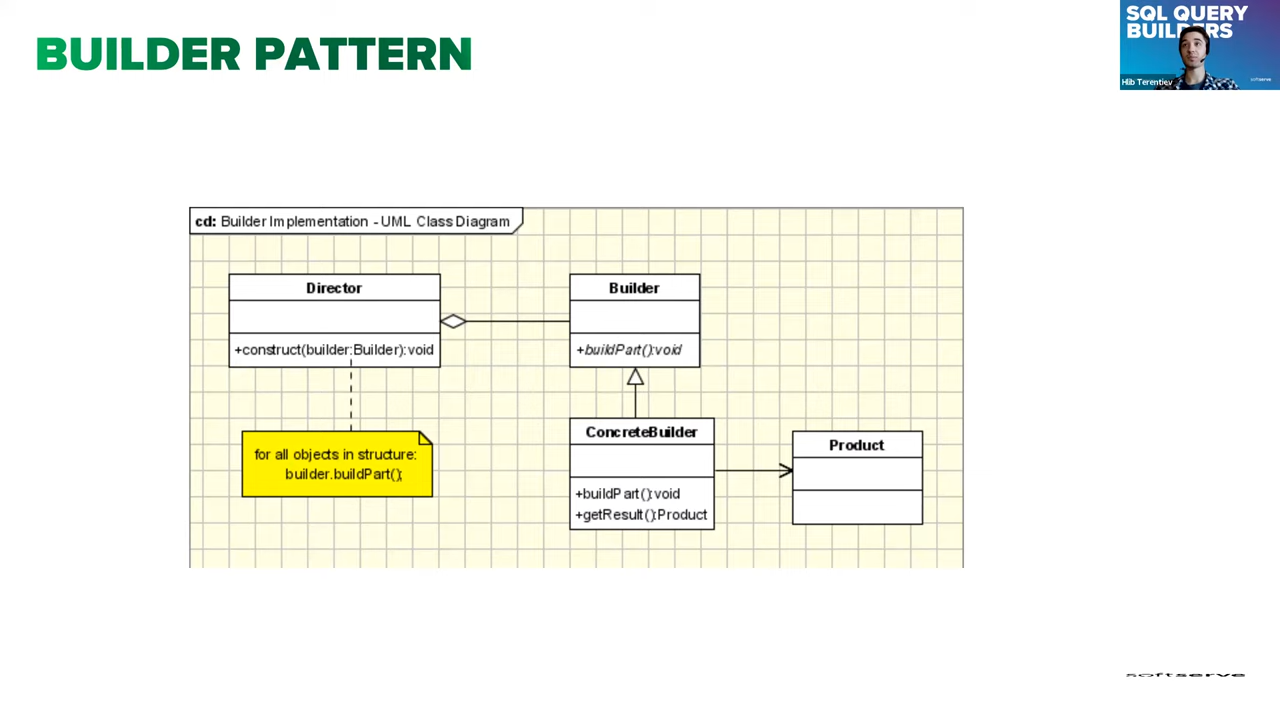 BUILDER PATTERN
SQL QUERY
BUILDERS
Hlib Terentiev
softserve
cd: Builder Implementation - UML Class Diagram
Director
+construct(builder:Builder):void
Builder
+buildPart():void
for all objects in structure:
builder.buildPart();
ConcreteBuilder
+buildPart():void
+getResult():Product
Product
softserve